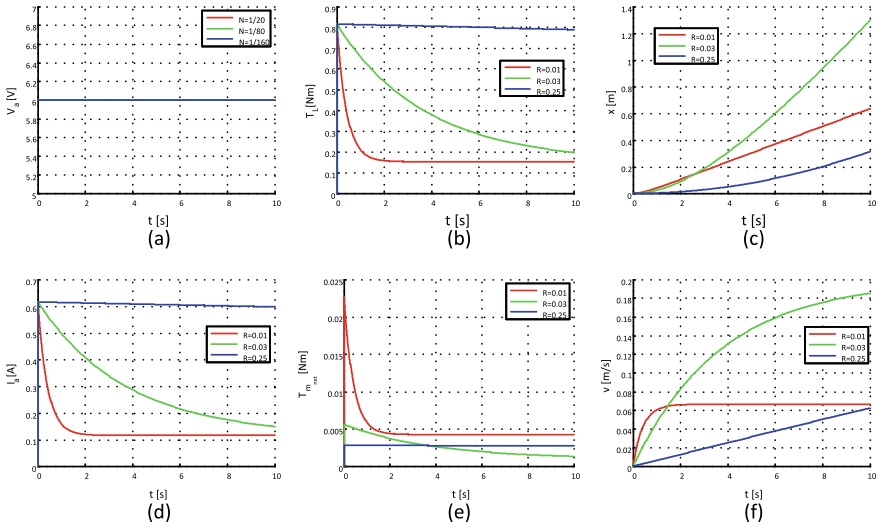 7
6.8
6.6
6.4
6.2
6
5.8
5.6
5.4
5.2
5
0 2 4 6 8 10
V_a [V]
t [s]
N=1/20
N=1/80
N=1/160
(a)
0.9
0.8
0.7
0.6
0.5
0.4
0.3
0.2
0.1
0
0 2 4 6 8 10
T_L[Nm]
t [s]
R=0.01
R=0.03
R=0.25
(b)
1.4
1.2
1
0.8
0.6
0.4
0.2
0
0 2 4 6 8 10
x [m]
t [s]
R=0.01
R=0.03
R=0.25
(c)
0.7
0.6
0.5
0.4
0.3
0.2
0.1
0
0 2 4 6 8 10
I_a[A]
t [s]
R=0.01
R=0.03
R=0.25
(d)
0.025
0.02
0.015
0.01
0.005
0
0 2 4 6 8 10
T_m_net [Nm]
t [s]
R=0.01
R=0.03
R=0.25
(e)
0.2
0.18
0.16
0.14
0.12
0.1
0.08
0.06
0.04
0.02
0
0 2 4 6 8 10
v [m/s]
t [s]
R=0.01
R=0.03
R=0.25
(f)